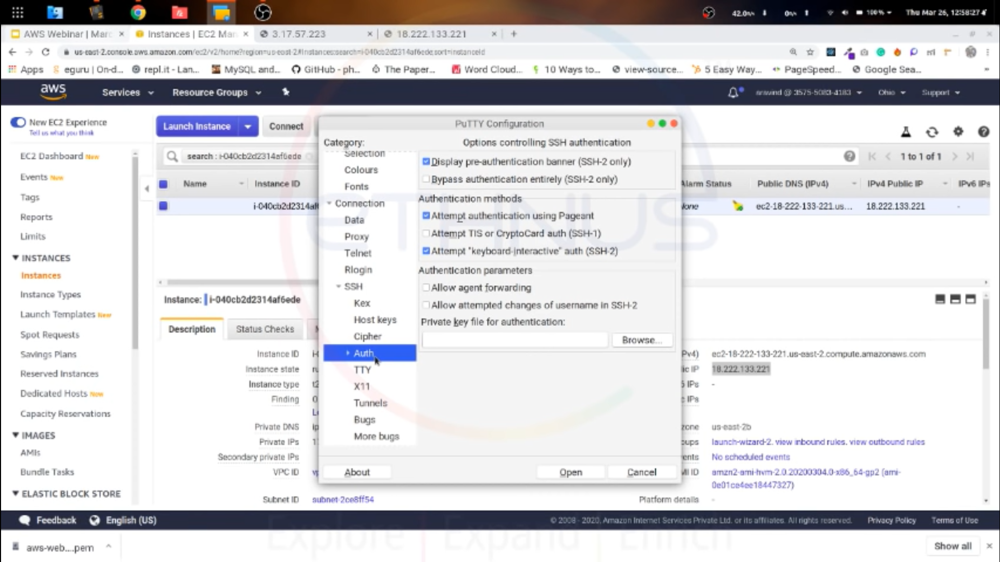 42.0
100%
Thu Mar 26, 12:58:27
AWS Webinar | Marc
Instances | EC2 Man
3.17.57.223
18.222.133.221
us-east-2.console.aws.amazon.com/ec2/v2/home?region=us-east-2#Instances:search=i-040cb2d2314af6ede;sort=instanceId
Apps
eguru | On-d...
repl.it - Lan...
MySQL and...
GitHub - ph...
The Paper...
Word Cloud...
10 Ways to...
view-source...
5 Easy Way...
PageSpeed...
Google Sea...
aws
Services
Resource Groups
aravind @ 3575-5083-4183
Ohio
Support
New EC2 Experience
Tell us what you think
EC2 Dashboard New
Events New
Tags
Reports
Limits
INSTANCES
Instances
Instance Types
Launch Templates New
Spot Requests
Savings Plans
Reserved Instances
Dedicated Hosts New
Capacity Reservations
IMAGES
AMIs
Bundle Tasks
ELASTIC BLOCK STORE
Launch Instance
Connect
search : i-040cb2d2314af6ede
1 to 1 of 1
Name
Instance ID
Alarm Status
Public DNS (IPv4)
IPv4 Public IP
IPv6 IPs
i-040cb2d2314af
None
ec2-18-222-133-221.us...
18.222.133.221
-
Instance: i-040cb2d2314af6ede
Description
Status Checks
Instance ID
Instance state
Instance type
Finding
Private DNS
Private IPs
Secondary private IPs
VPC ID
Subnet ID
subnet-2ce8ff54
PuTTY Configuration
Category:
Selection
Colours
Fonts
Connection
Data
Proxy
Telnet
Rlogin
SSH
Kex
Host keys
Cipher
Auth
TTY
X11
Tunnels
Bugs
More bugs
Options controlling SSH authentication
Display pre-authentication banner (SSH-2 only)
Bypass authentication entirely (SSH-2 only)
Authentication methods
Attempt authentication using Pageant
Attempt TIS or CryptoCard auth (SSH-1)
Attempt "keyboard-interactive" auth (SSH-2)
Authentication parameters
Allow agent forwarding
Allow attempted changes of username in SSH-2
Private key file for authentication:
Browse...
About
Open
Cancel
Pv4)
ec2-18-222-133-221.us-east-2.compute.amazonaws.com
ic IP
18.222.133.221
IPs
-
c IPs
zone
us-east-2b
oups
launch-wizard-2. view inbound rules. view outbound rules
ents
No scheduled events
MI ID
amzn2-ami-hvm-2.0.20200304.0-x86_64-gp2 (ami-
0e01ce4ee18447327)
Platform details
-
ETHNUS
Feedback
English (US)
© 2008 - 2020, Amazon Internet Services Private Ltd. or its affiliates. All rights reserved.
Privacy Policy
Terms of Use
Explore | Expand | Enrich
aws-web....pem
Show all